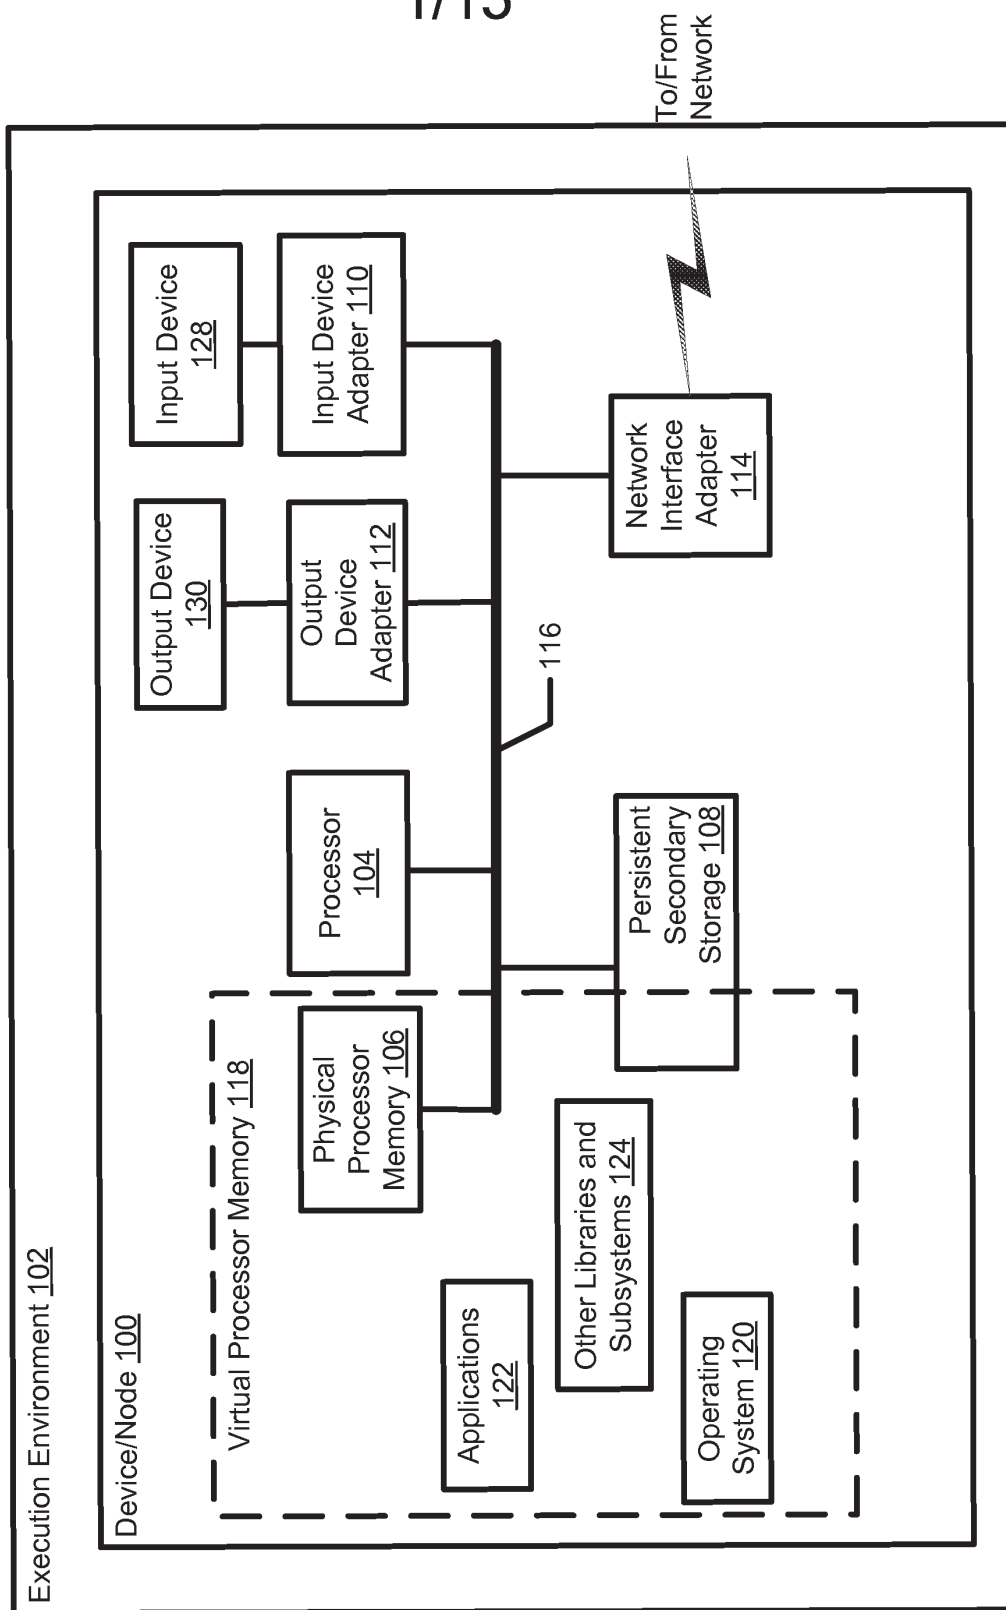 1/13
Execution Environment 102
Device/Node 100
Virtual Processor Memory 118
Physical
Processor
Memory 106
Processor
104
Output Device
130
Output
Device
Adapter 112
Input Device
128
Input Device
Adapter 110
Applications
122
Other Libraries and
Subsystems 124
Operating
System 120
Persistent
Secondary
Storage 108
116
Network
Interface
Adapter
114
To/From
Network